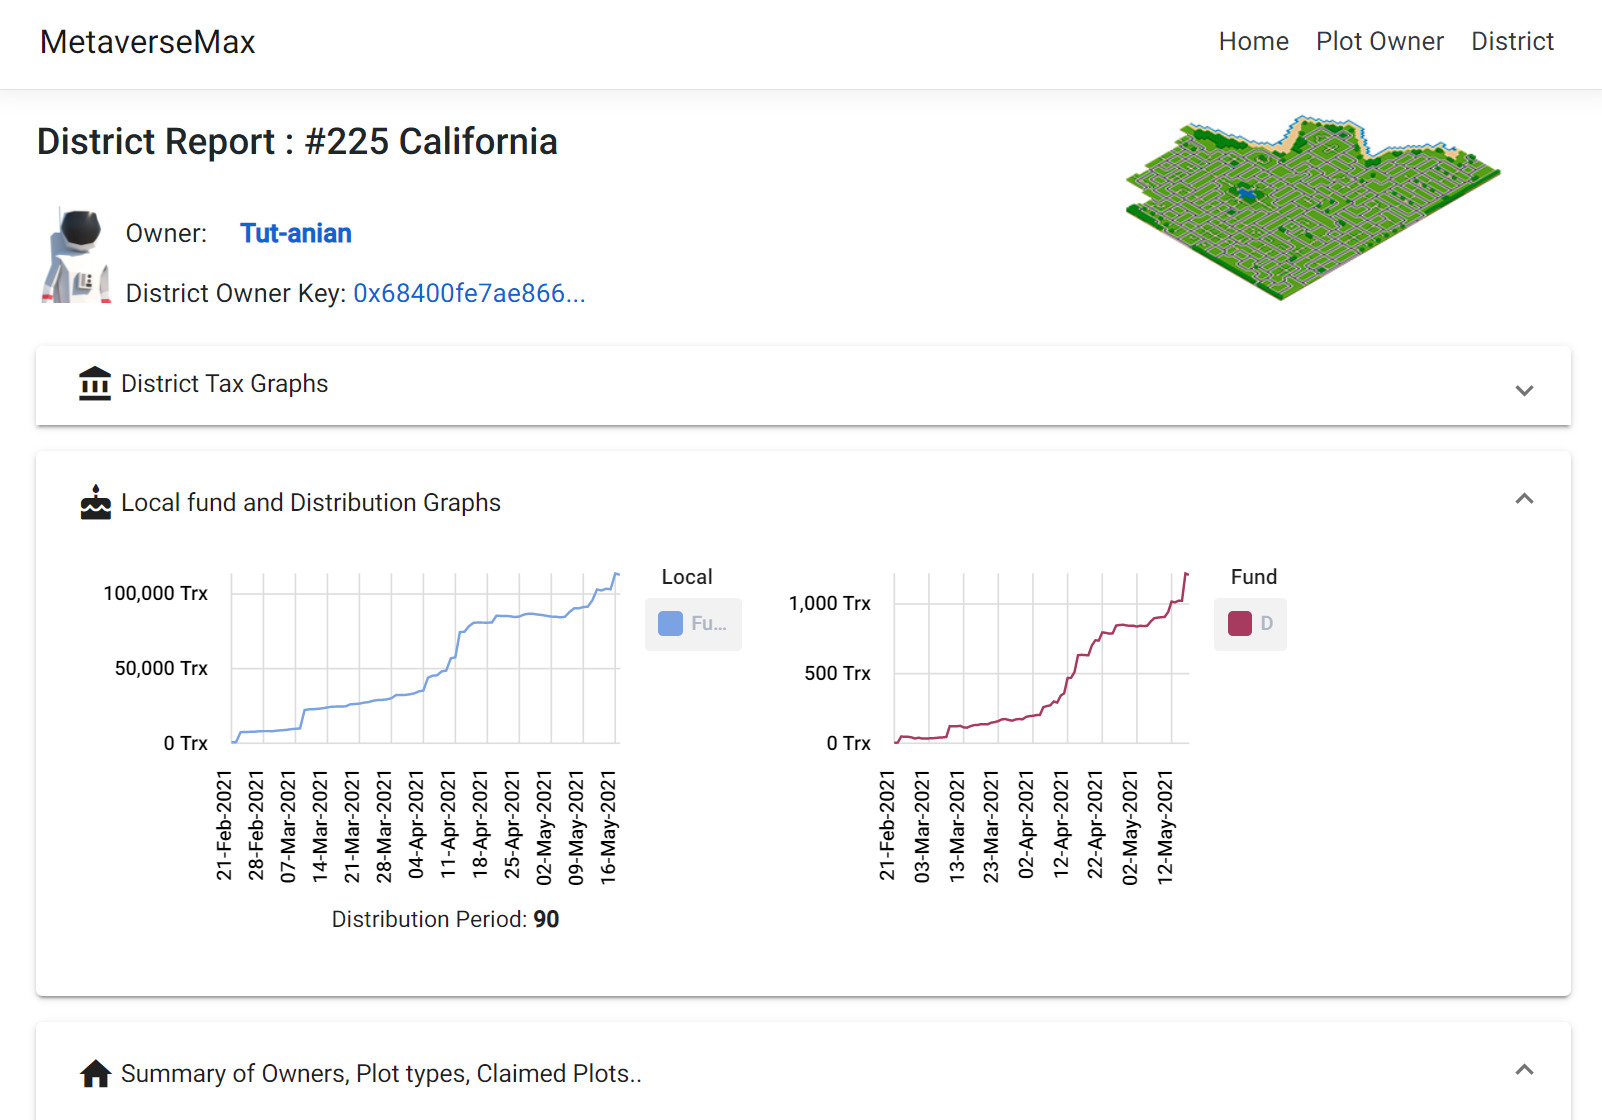 MetaverseMax
Home Plot Owner District
District Report : #225 California
Owner: Tut-anian
District Owner Key: 0x68400fe7ae866...
District Tax Graphs
Local fund and Distribution Graphs
100,000 Trx
50,000 Trx
0 Trx
21-Feb-2021
28-Feb-2021
07-Mar-2021
14-Mar-2021
21-Mar-2021
28-Mar-2021
04-Apr-2021
11-Apr-2021
18-Apr-2021
25-Apr-2021
02-May-2021
09-May-2021
16-May-2021
Local
Fu...
Distribution Period: 90
1,000 Trx
500 Trx
0 Trx
21-Feb-2021
03-Mar-2021
13-Mar-2021
23-Mar-2021
02-Apr-2021
12-Apr-2021
22-Apr-2021
02-May-2021
12-May-2021
Fund
D
Summary of Owners, Plot types, Claimed Plots..